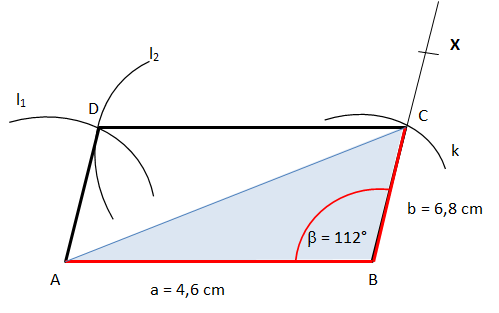 X
l₂
l₁
D
C
k
b = 6,8 cm
β = 112°
A
B
a = 4,6 cm